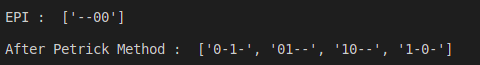 EPI :  ['--00']
After Petrick Method :  ['0-1-', '01--', '10--', '1-0-']